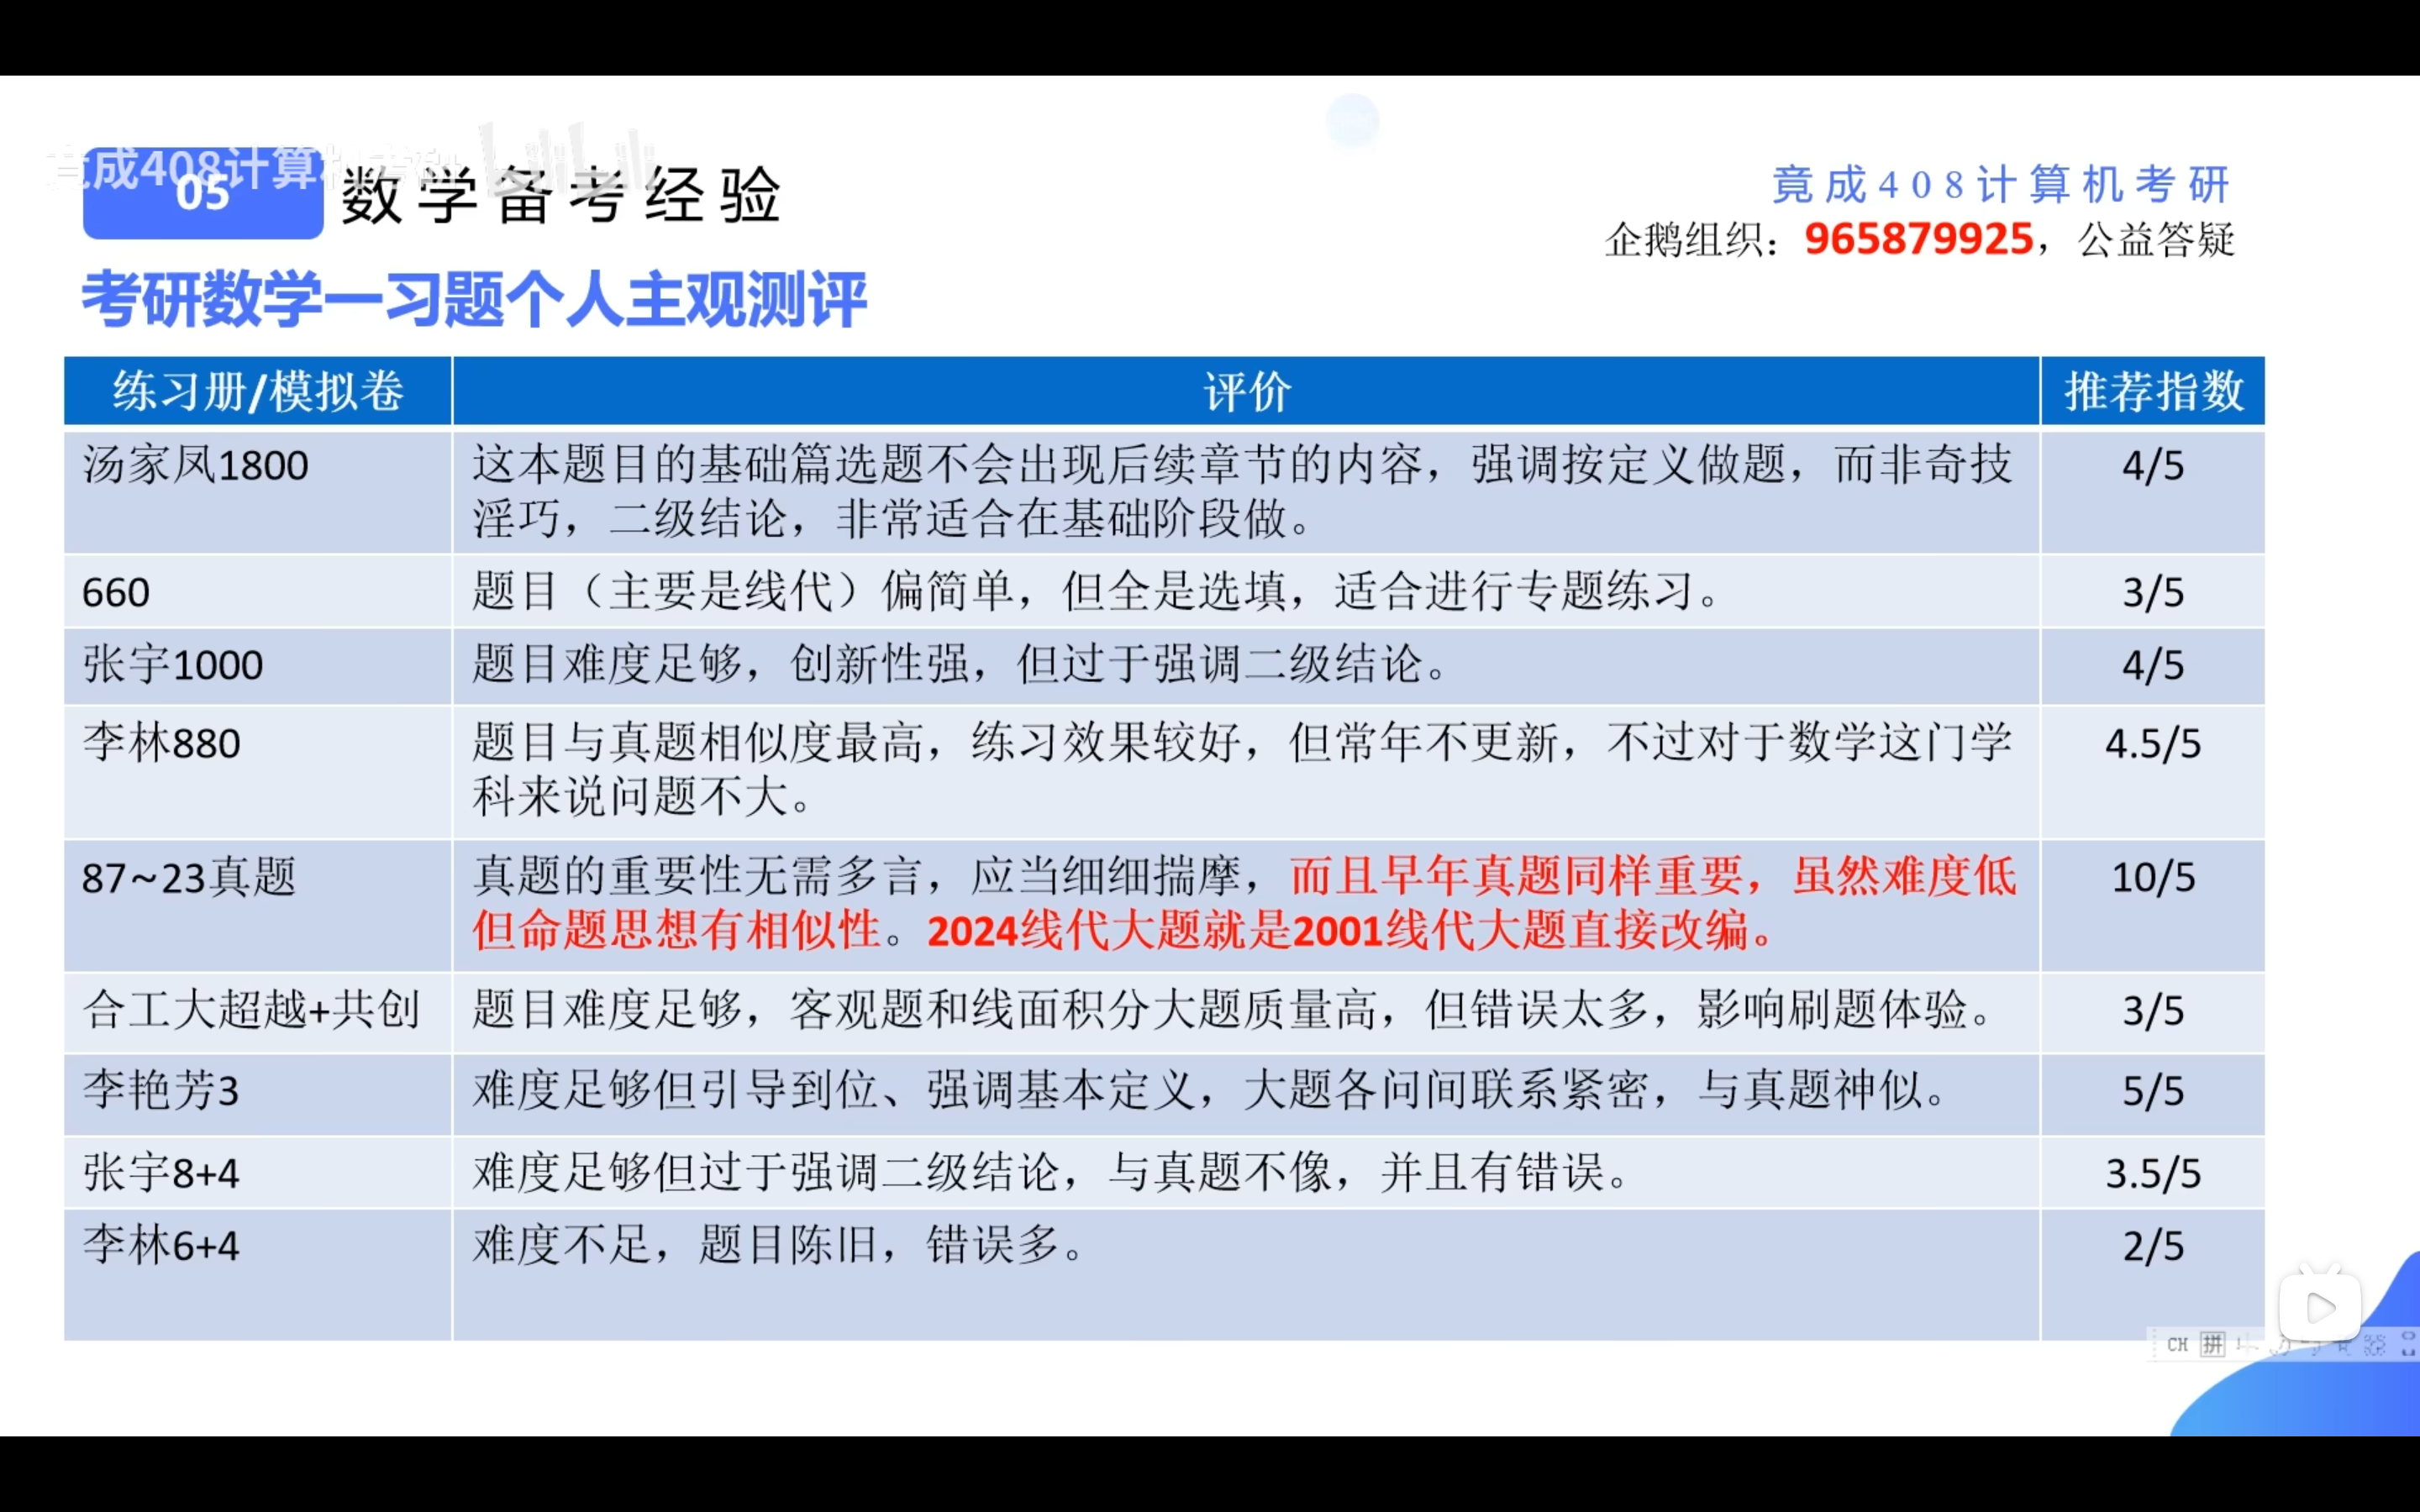 竟成408计算机考研
05 数学备考经验
竟成408计算机考研
企鹅组织：965879925，公益答疑
考研数学一习题个人主观测评
练习册/模拟卷 评价 推荐指数
汤家凤1800 这本题目的基础篇选题不会出现后续章节的内容，强调按定义做题，而非奇技 4/5
淫巧，二级结论，非常适合在基础阶段做。
660 题目（主要是线代）偏简单，但全是选填，适合进行专题练习。 3/5
张宇1000 题目难度足够，创新性强，但过于强调二级结论。 4/5
李林880 题目与真题相似度最高，练习效果较好，但常年不更新，不过对于数学这门学 4.5/5
科来说问题不大。
87~23真题 真题的重要性无需多言，应当细细揣摩，而且早年真题同样重要，虽然难度低 10/5
但命题思想有相似性。2024线代大题就是2001线代大题直接改编。
合工大超越+共创 题目难度足够，客观题和线面积分大题质量高，但错误太多，影响刷题体验。 3/5
李艳芳3 难度足够但引导到位、强调基本定义，大题各问间联系紧密，与真题神似。 5/5
张宇8+4 难度足够但过于强调二级结论，与真题不像，并且有错误。 3.5/5
李林6+4 难度不足，题目陈旧，错误多。 2/5
CH 拼